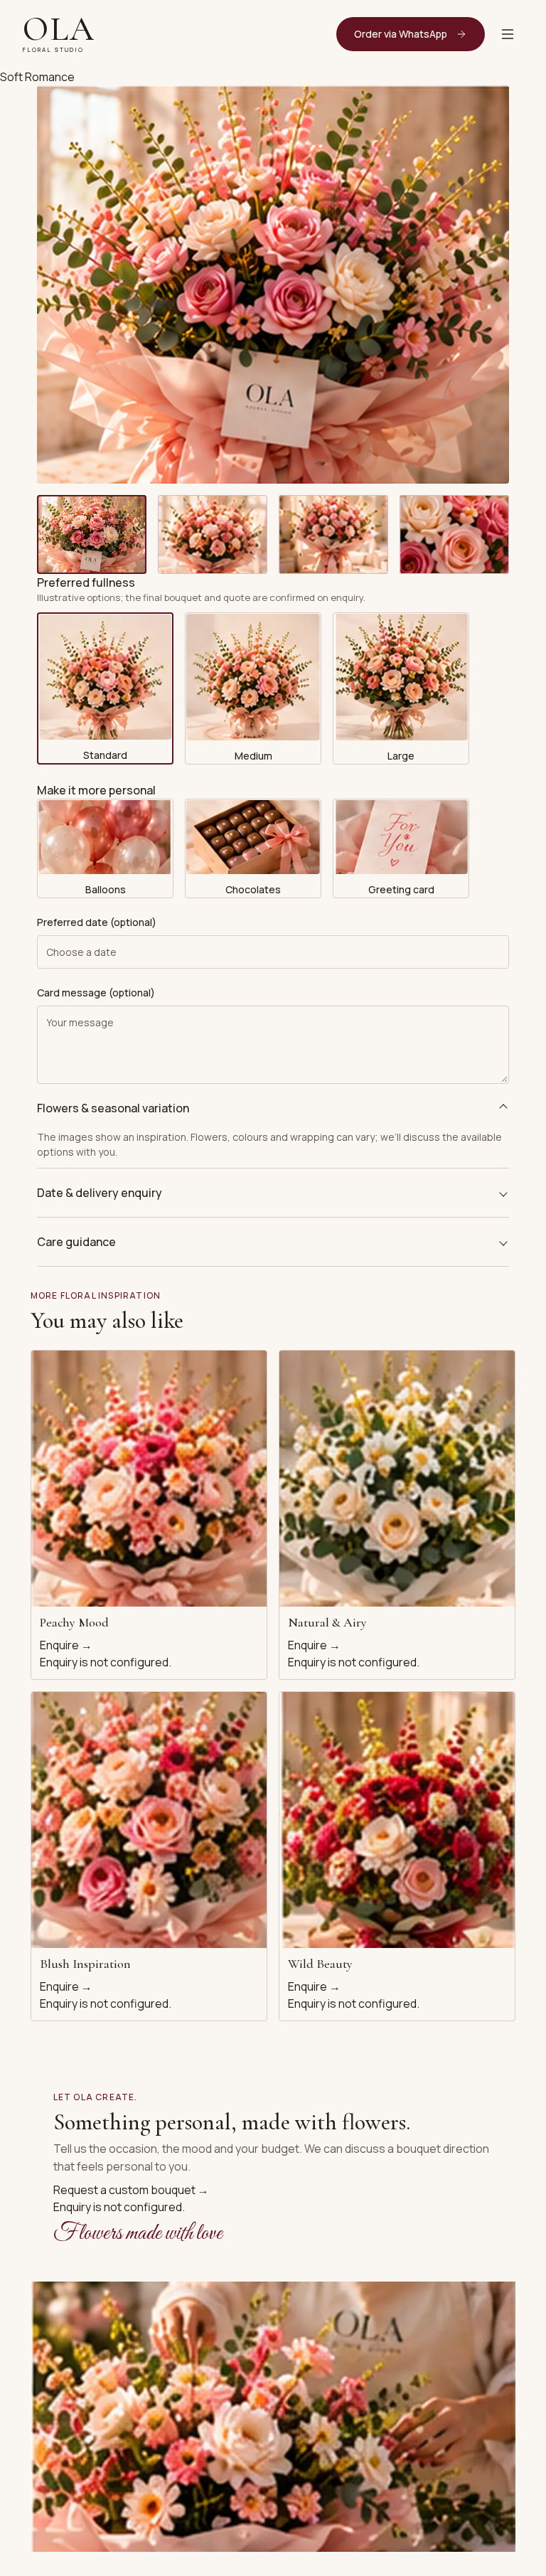 OLA
FLORAL STUDIO
Order via WhatsApp →
Soft Romance
OLA
Preferred fullness
Illustrative options; the final bouquet and quote are confirmed on enquiry.
Standard
Medium
Large
Make it more personal
For
You
Balloons
Chocolates
Greeting card
Preferred date (optional)
Choose a date
Card message (optional)
Your message
Flowers & seasonal variation
The images show an inspiration. Flowers, colours and wrapping can vary; we'll discuss the available
options with you.
Date & delivery enquiry
Care guidance
MORE FLORAL INSPIRATION
You may also like
Peachy Mood
Enquire →
Enquiry is not configured.
Natural & Airy
Enquire →
Enquiry is not configured.
Blush Inspiration
Enquire →
Enquiry is not configured.
Wild Beauty
Enquire →
Enquiry is not configured.
LET OLA CREATE.
Something personal, made with flowers.
Tell us the occasion, the mood and your budget. We can discuss a bouquet direction
that feels personal to you.
Request a custom bouquet →
Enquiry is not configured.
Flowers made with love
OLA